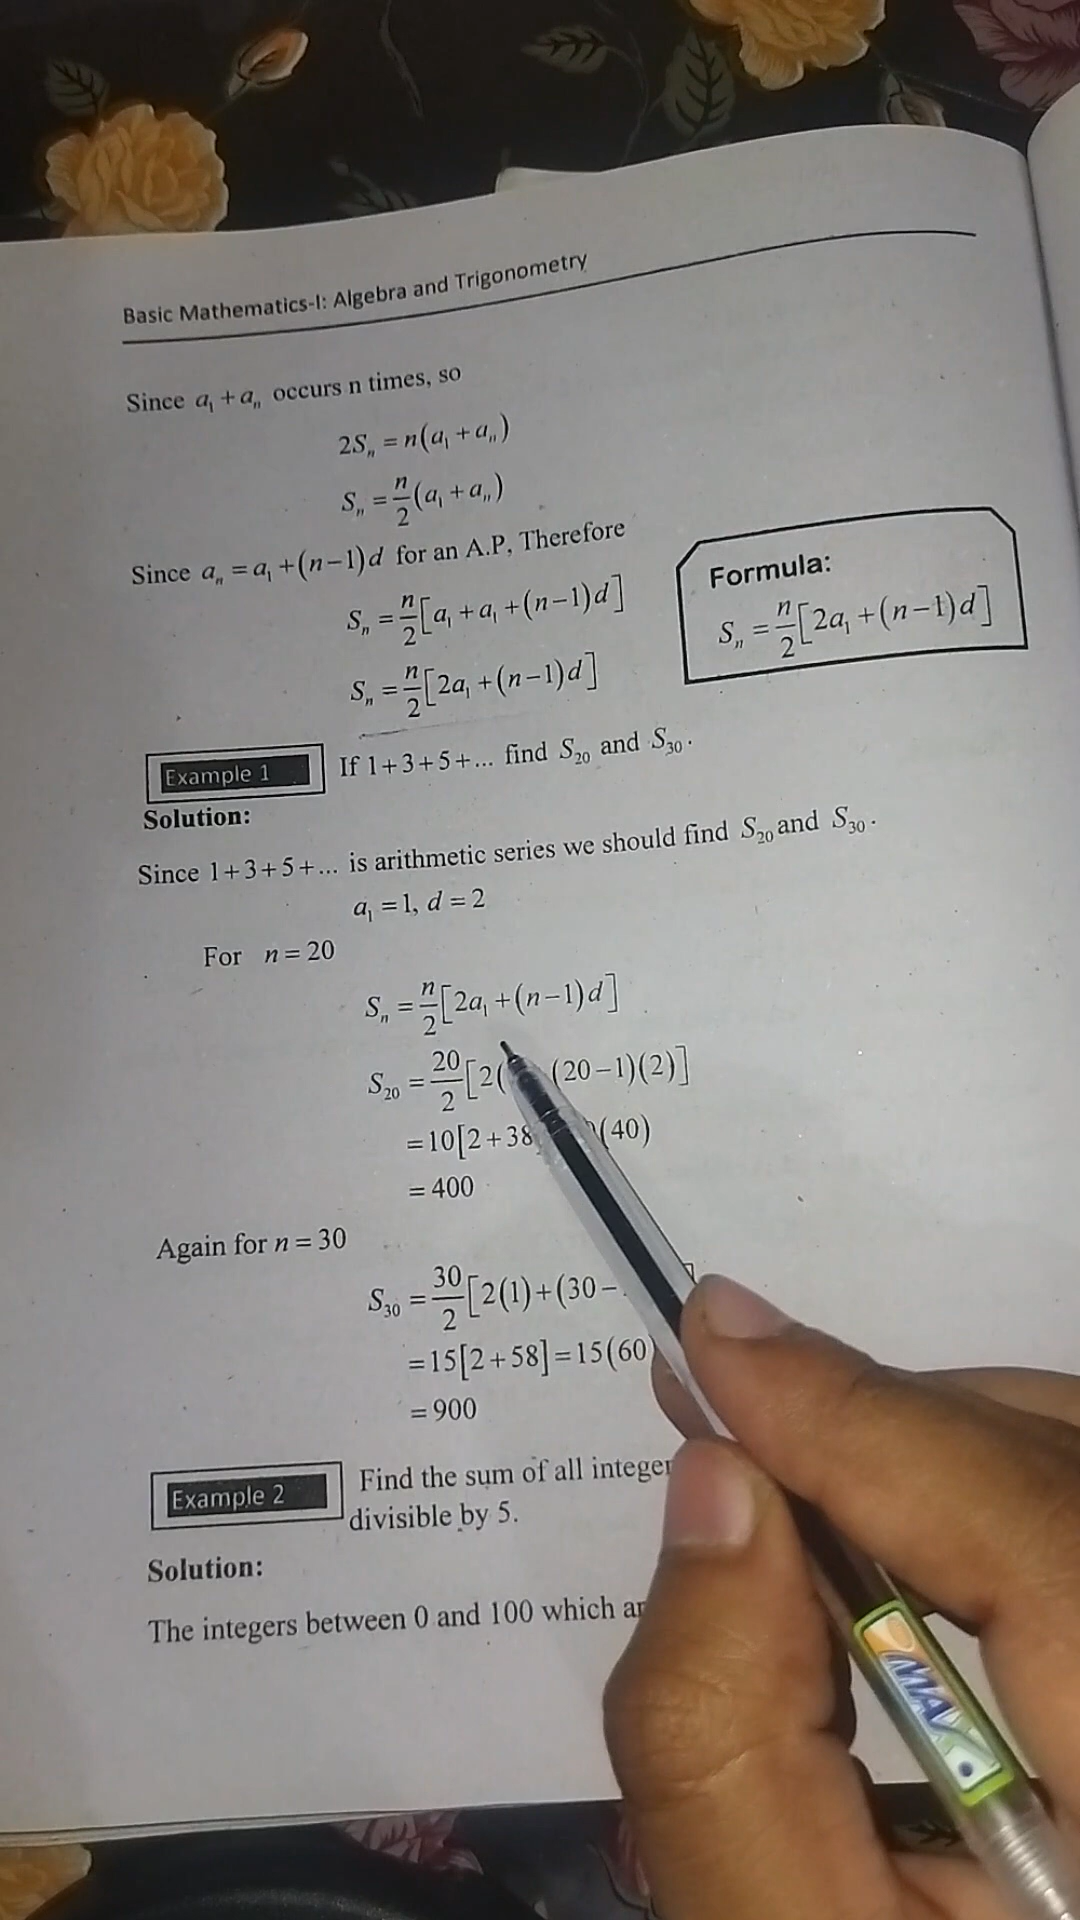 Basic Mathematics-I: Algebra and Trigonometry
Since a₁ + aₙ occurs n times, so
2Sₙ = n(a₁ + aₙ)
Sₙ = n/2(a₁ + aₙ)
Since aₙ = a₁ + (n−1)d for an A.P, Therefore
Sₙ = n/2[a₁ + a₁ + (n−1)d]
Sₙ = n/2[2a₁ + (n−1)d]
Formula:
Sₙ = n/2[2a₁ + (n−1)d]
Example 1 If 1+3+5+... find S₂₀ and S₃₀.
Solution:
Since 1+3+5+... is arithmetic series we should find S₂₀ and S₃₀.
a₁ = 1, d = 2
For n = 20
Sₙ = n/2[2a₁ + (n−1)d]
S₂₀ = 20/2[2( (20−1)(2)]
= 10[2+38 (40)
= 400
Again for n = 30
S₃₀ = 30/2[2(1)+(30−
= 15[2+58] = 15(60
= 900
Example 2 Find the sum of all
divisible by 5.
Solution:
The integers between 0 and 100 which
MAX